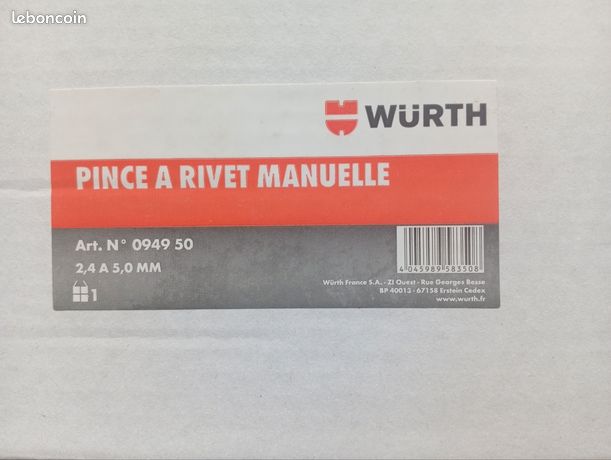 leboncoin
WÜRTH
PINCE A RIVET MANUELLE
Art. N° 0949 50
2,4 A 5,0 MM
1
4 045989 583508
Würth France S.A. - ZI Ouest - Rue Georges Besse
BP 40013 - 67158 Erstein Cedex
www.wurth.fr